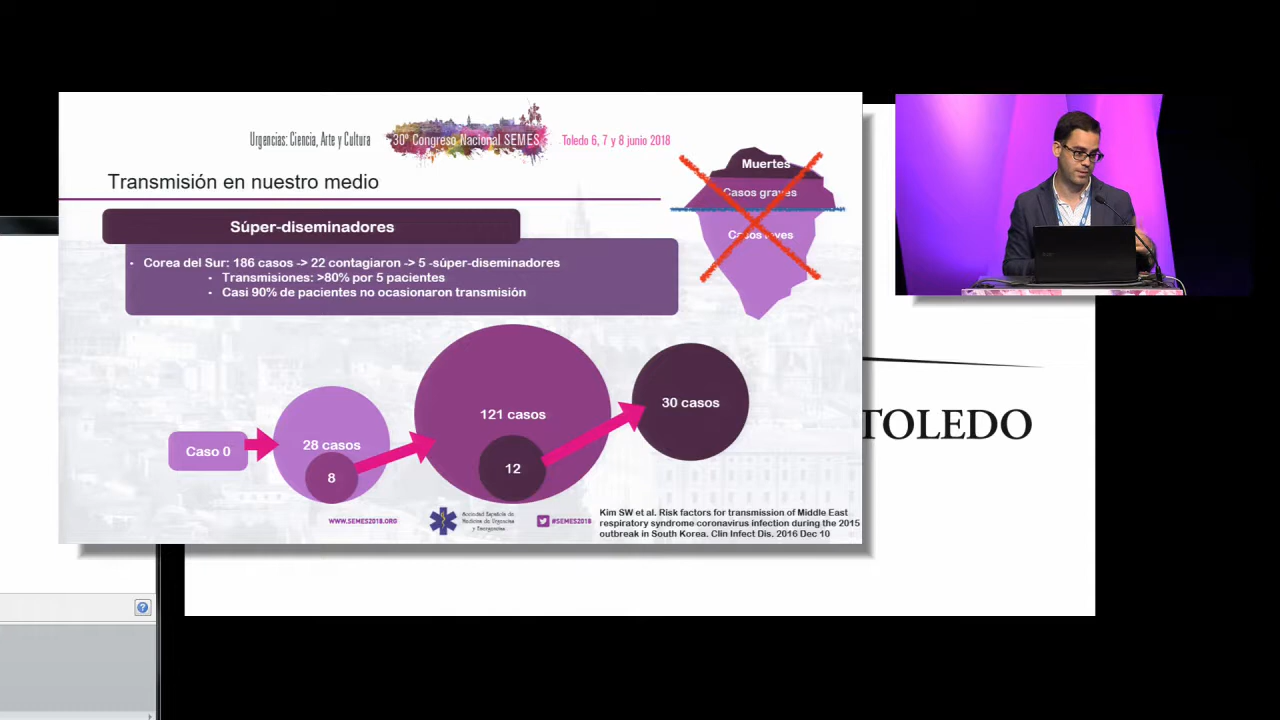 Urgencias: Ciencia, Arte y Cultura
30º Congreso Nacional SEMES
Toledo 6, 7 y 8 junio 2018
Transmisión en nuestro medio
Muertes
Casos graves
Casos leves
Súper-diseminadores
- Corea del Sur: 186 casos -> 22 contagiaron -> 5 -súper-diseminadores
- Transmisiones: >80% por 5 pacientes
- Casi 90% de pacientes no ocasionaron transmisión
Caso 0
28 casos
8
121 casos
12
30 casos
TOLEDO
WWW.SEMES2018.ORG
Sociedad Española de
Medicina de Urgencias
y Emergencias
#SEMES2018
Kim SW et al. Risk factors for transmission of Middle East
respiratory syndrome coronavirus infection during the 2015
outbreak in South Korea. Clin Infect Dis. 2016 Dec 10
?